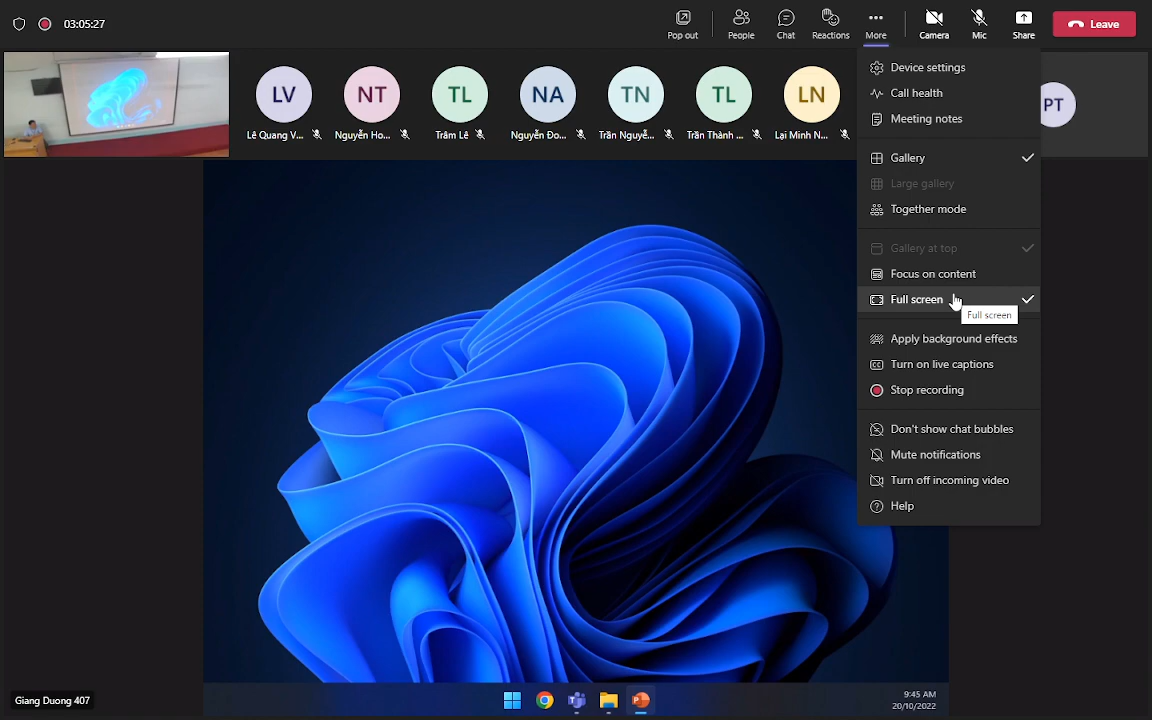 03:05:27
Pop out
People
Chat
Reactions
More
Camera
Mic
Share
Leave
LV
NT
TL
NA
TN
TL
LN
PT
Lê Quang V...
Nguyễn Ho...
Trâm Lê
Nguyễn Đo...
Trần Nguyễ...
Trần Thành ...
Lại Minh N...
Device settings
Call health
Meeting notes
Gallery
Large gallery
Together mode
Gallery at top
Focus on content
Full screen
Full screen
Apply background effects
CC Turn on live captions
Stop recording
Don't show chat bubbles
Mute notifications
Turn off incoming video
? Help
Giang Duong 407
9:45 AM
20/10/2022